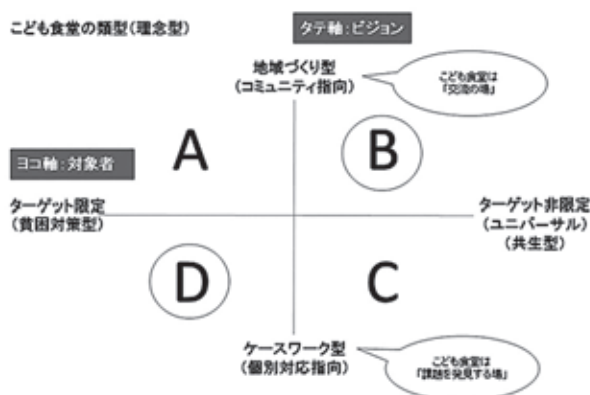 こども食堂の類型(理念型)
タテ軸:ビジョン
地域づくり型
(コミュニティ指向)
こども食堂は
「交流の場」
A
B
ヨコ軸:対象者
ターゲット限定
(貧困対策型)
ターゲット非限定
(ユニバーサル)
(共生型)
D
C
ケースワーク型
(個別対応指向)
こども食堂は
「課題を発見する場」